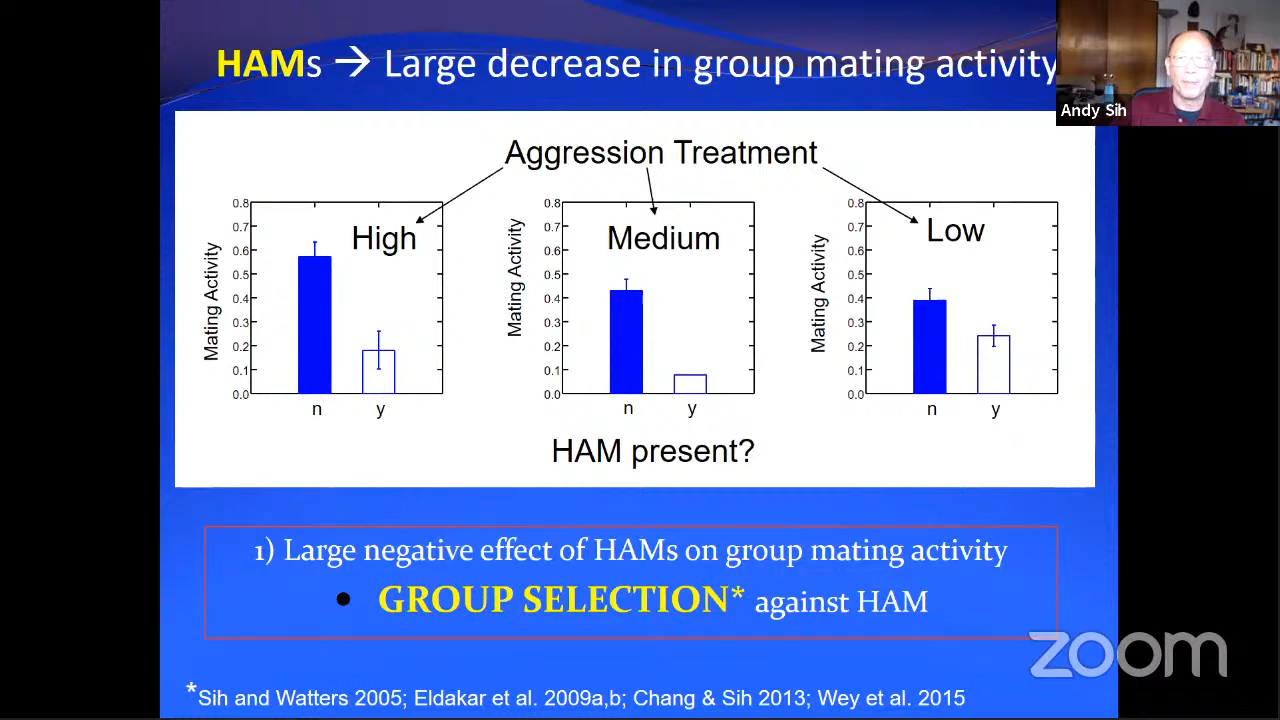 HAMs → Large decrease in group mating activity
Andy Sih
Aggression Treatment
High
Medium
Low
Mating Activity
0.8
0.7
0.6
0.5
0.4
0.3
0.2
0.1
0.0
n y
Mating Activity
0.8
0.7
0.6
0.5
0.4
0.3
0.2
0.1
0.0
n y
Mating Activity
0.8
0.7
0.6
0.5
0.4
0.3
0.2
0.1
0.0
n y
HAM present?
1) Large negative effect of HAMs on group mating activity
• GROUP SELECTION* against HAM
zoom
*Sih and Watters 2005; Eldakar et al. 2009a,b; Chang & Sih 2013; Wey et al. 2015